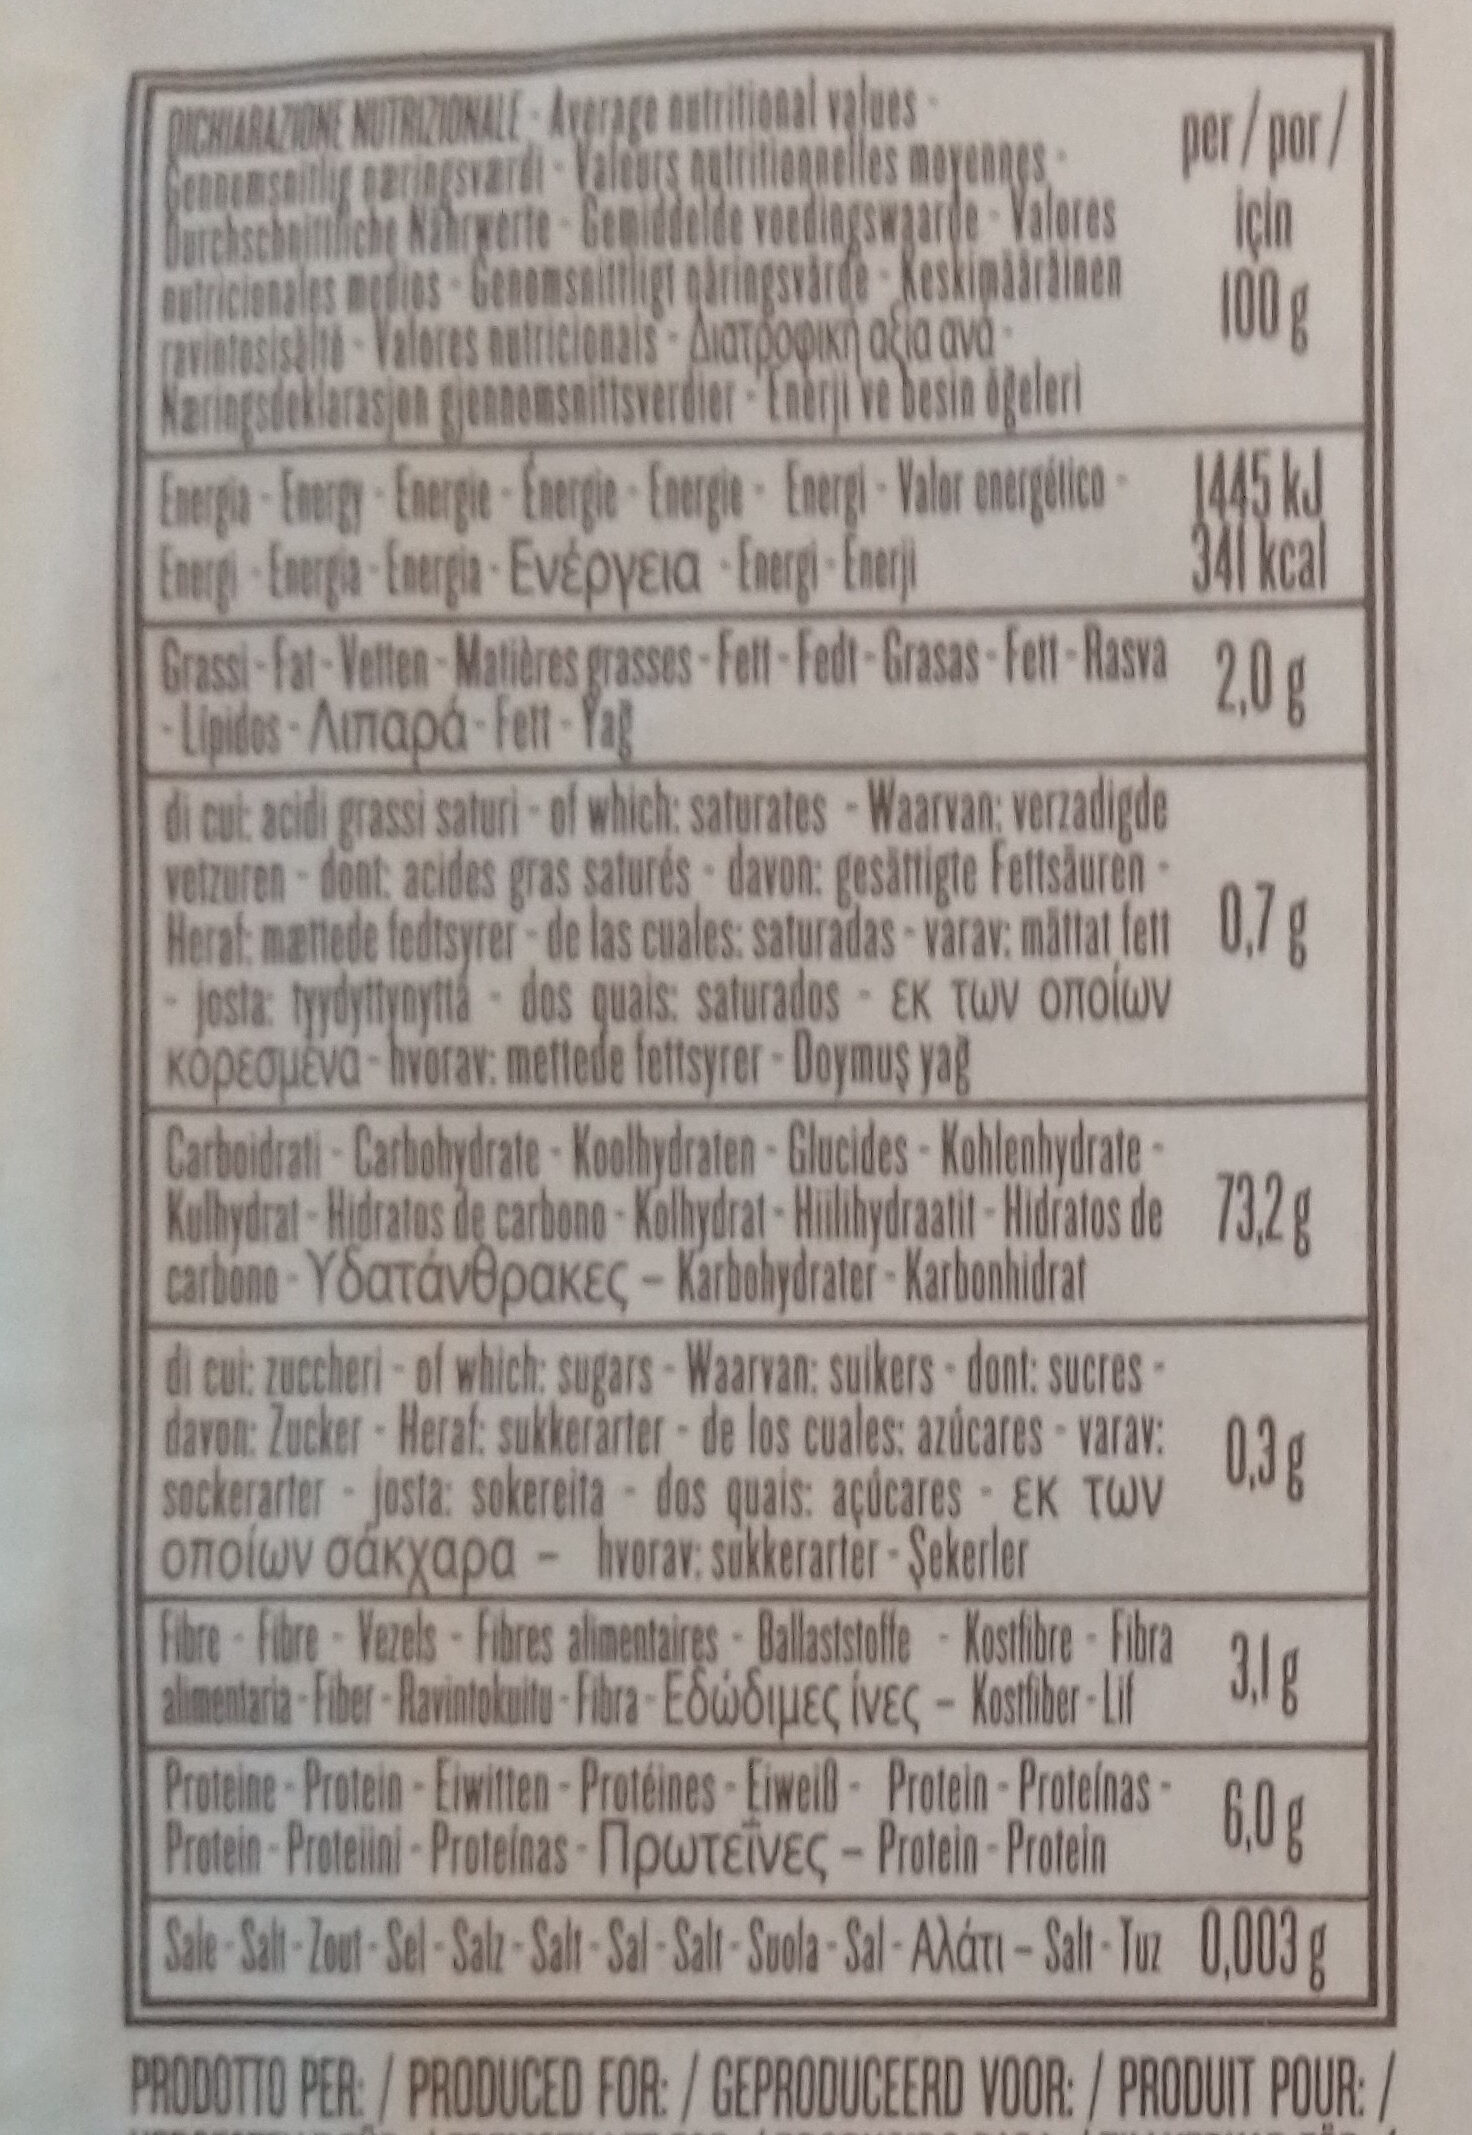 DICHIARAZIONE NUTRIZIONALE - Average nutritional values -
Gennemsnitlig næringsværdi - Valeurs nutritionnelles moyennes -
Durchschnittliche Nährwerte - Gemiddelde voedingswaarde - Valores
nutricionales medios - Genomsnittligt näringsvärde - Keskimääräinen
ravintosisältö - Valores nutricionais - Διατροφική αξία ανά -
Næringsdeklarasjon gjennomsnittsverdier - Enerji ve besin öğeleri
per / por /
için
100 g
Energia - Energy - Energie - Énergie - Energie - Energi - Valor energético -
Energi - Energia - Energia - Ενέργεια - Energi - Enerji
1445 kJ
341 kcal
Grassi - Fat - Vetten - Matières grasses - Fett - Fedt - Grasas - Fett - Rasva
- Lípidos - Λιπαρά - Fett - Yağ
2,0 g
di cui: acidi grassi saturi - of which: saturates - Waarvan: verzadigde
vetzuren - dont: acides gras saturés - davon: gesättigte Fettsäuren -
Heraf: mættede fedtsyrer - de las cuales: saturadas - varav: mättat fett
- josta: tyydyttynyttä - dos quais: saturados - εκ των οποίων
κορεσμένα - hvorav: mettede fettsyrer - Doymuş yağ
0,7 g
Carboidrati - Carbohydrate - Koolhydraten - Glucides - Kohlenhydrate -
Kulhydrat - Hidratos de carbono - Kolhydrat - Hiilihydraatit - Hidratos de
carbono - Υδατάνθρακες – Karbohydrater - Karbonhidrat
73,2 g
di cui: zuccheri - of which: sugars - Waarvan: suikers - dont: sucres -
davon: Zucker - Heraf: sukkerarter - de los cuales: azúcares - varav:
sockerarter - josta: sokereita - dos quais: açúcares - εκ των
οποίων σάκχαρα – hvorav: sukkerarter - Şekerler
0,3 g
Fibre - Fibre - Vezels - Fibres alimentaires - Ballaststoffe - Kostfibre - Fibra
alimentaria - Fiber - Ravintokuitu - Fibra - Εδώδιμες ίνες – Kostfiber - Lif
3,1 g
Proteine - Protein - Eiwitten - Protéines - Eiweiß - Protein - Proteínas -
Protein - Proteiini - Proteínas - Πρωτεΐνες – Protein - Protein
6,0 g
Sale - Salt - Zout - Sel - Salz - Salt - Sal - Salt - Suola - Sal - Αλάτι – Salt - Tuz 0,003 g
PRODOTTO PER: / PRODUCED FOR: / GEPRODUCEERD VOOR: / PRODUIT POUR: /